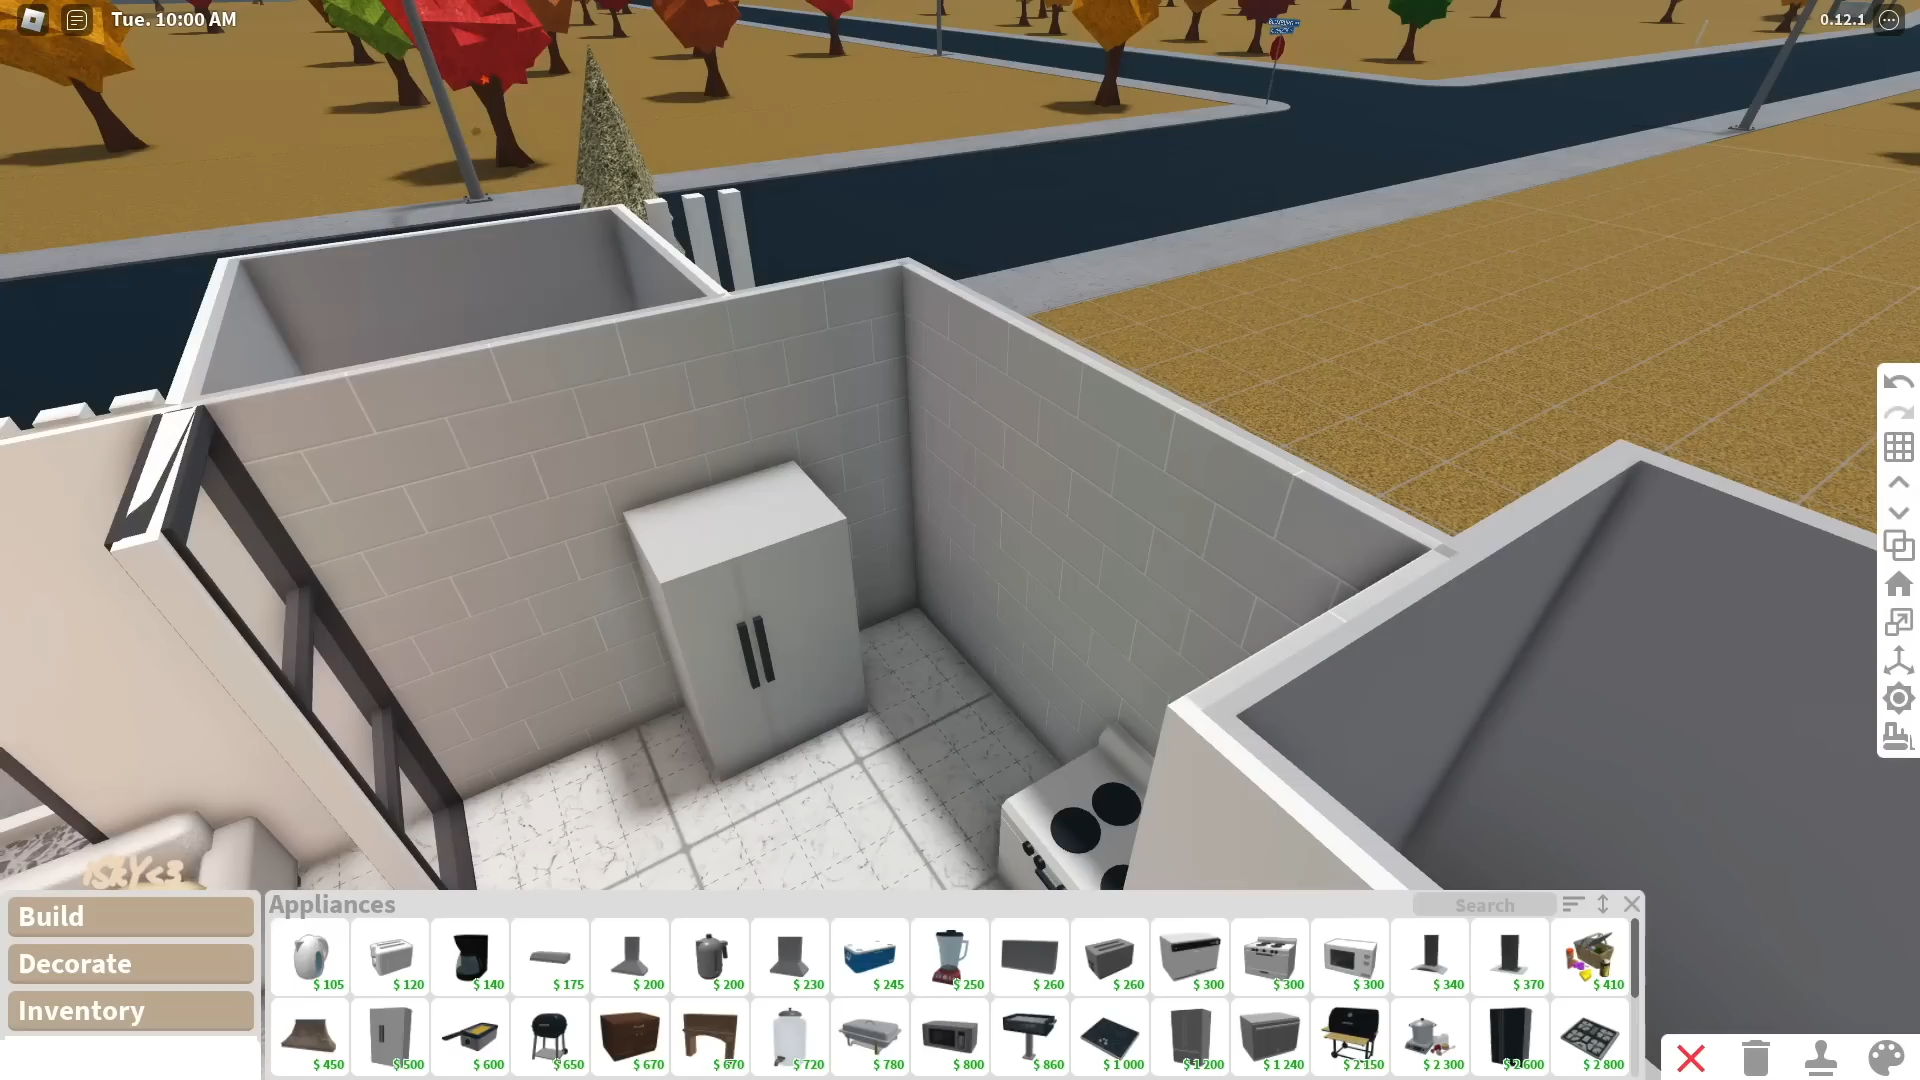 Tue. 10:00 AM
0.12.1
Build
Decorate
Inventory
Appliances
Search
$ 105
$ 120
$ 140
$ 175
$ 200
$ 200
$ 230
$ 245
$ 250
$ 260
$ 260
$ 300
$ 300
$ 300
$ 340
$ 370
$ 410
$ 450
$ 500
$ 600
$ 650
$ 670
$ 670
$ 720
$ 780
$ 800
$ 860
$ 1 000
$ 1 200
$ 1 240
$ 2 150
$ 2 300
$ 2 600
$ 2 800